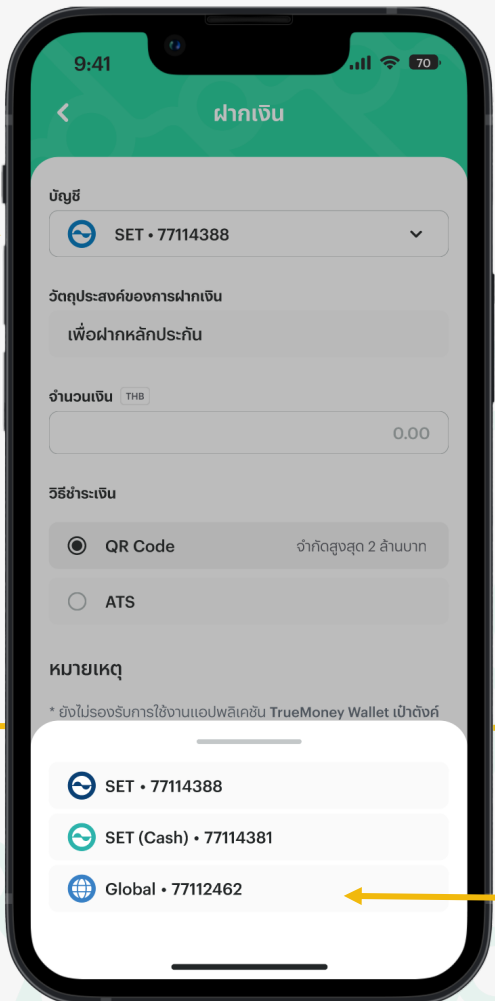 9:41
70
ฝากเงิน
บัญชี
SET • 77114388
วัตถุประสงค์ของการฝากเงิน
เพื่อฝากหลักประกัน
จำนวนเงิน THB
0.00
วิธีชำระเงิน
QR Code จำกัดสูงสุด 2 ล้านบาท
ATS
หมายเหตุ
* ยังไม่รองรับการใช้งานแอปพลิเคชัน TrueMoney Wallet เป๋าตังค์
SET • 77114388
SET (Cash) • 77114381
Global • 77112462